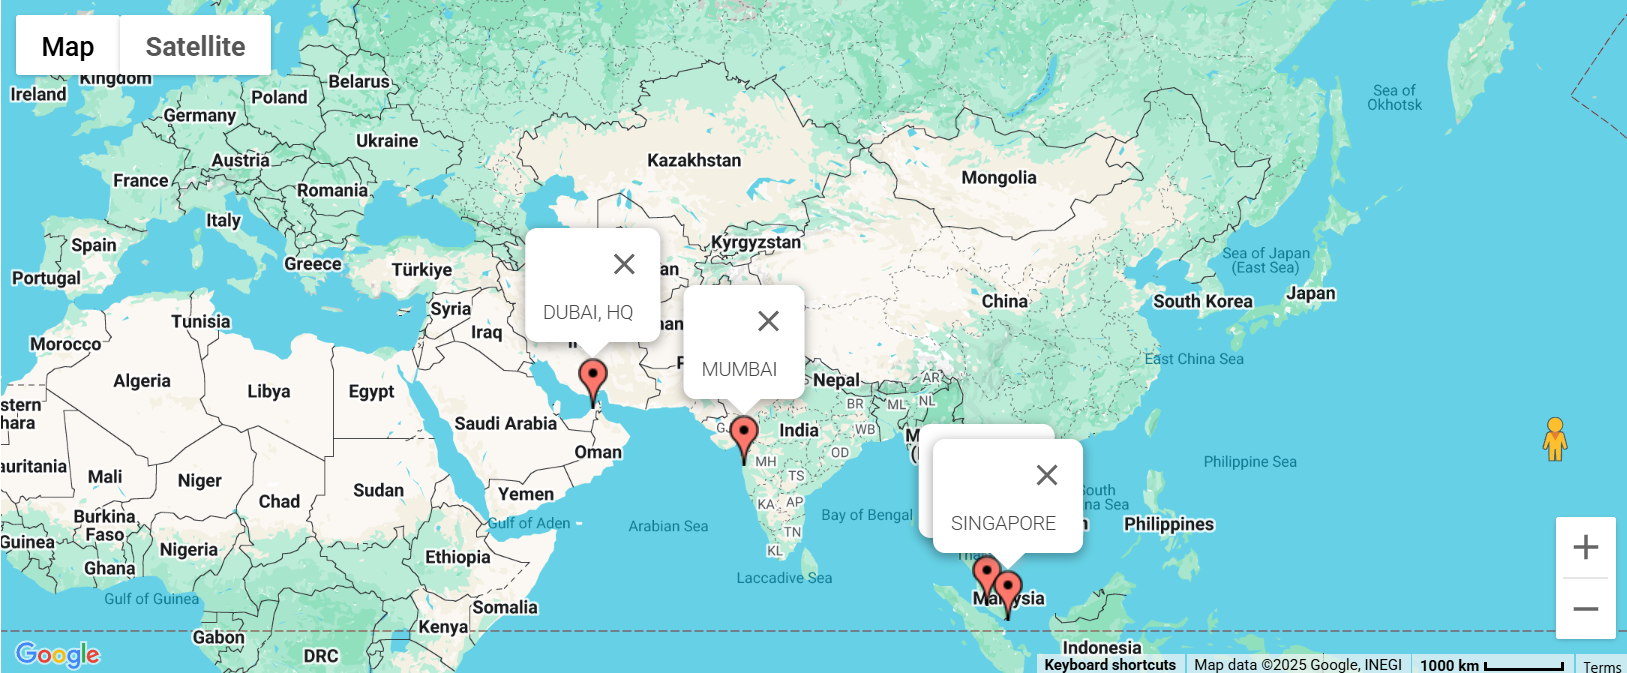 Map
Satellite
Kingdom
Ireland
Belarus
Poland
Germany
Ukraine
Sea of
Okhotsk
Austria
Kazakhstan
France
Mongolia
Romania
Italy
Spain
Kyrgyzstan
Portugal
Greece
Türkiye
Sea of Japan
(East Sea)
China
South Korea
Japan
Syria
DUBAI, HQ
Tunisia
Iraq
Morocco
East China Sea
MUMBAI
Algeria
Libya
Egypt
Nepal
AR
BR
ML
NL
Saudi Arabia
India
WB
Oman
OD
MH
Mali
Niger
Sudan
Yemen
TS
Chad
KA
AP
Philippine Sea
Burkina
Faso
Gulf of Aden
Arabian Sea
Bay of Bengal
SINGAPORE
Philippines
TN
Guinea
Nigeria
Ethiopia
KL
Ghana
Laccadive Sea
Gulf of Guinea
Somalia
Kenya
Gabon
DRC
Indonesia
Google
Keyboard shortcuts
Map data ©2025 Google, INEGI
1000 km
Terms